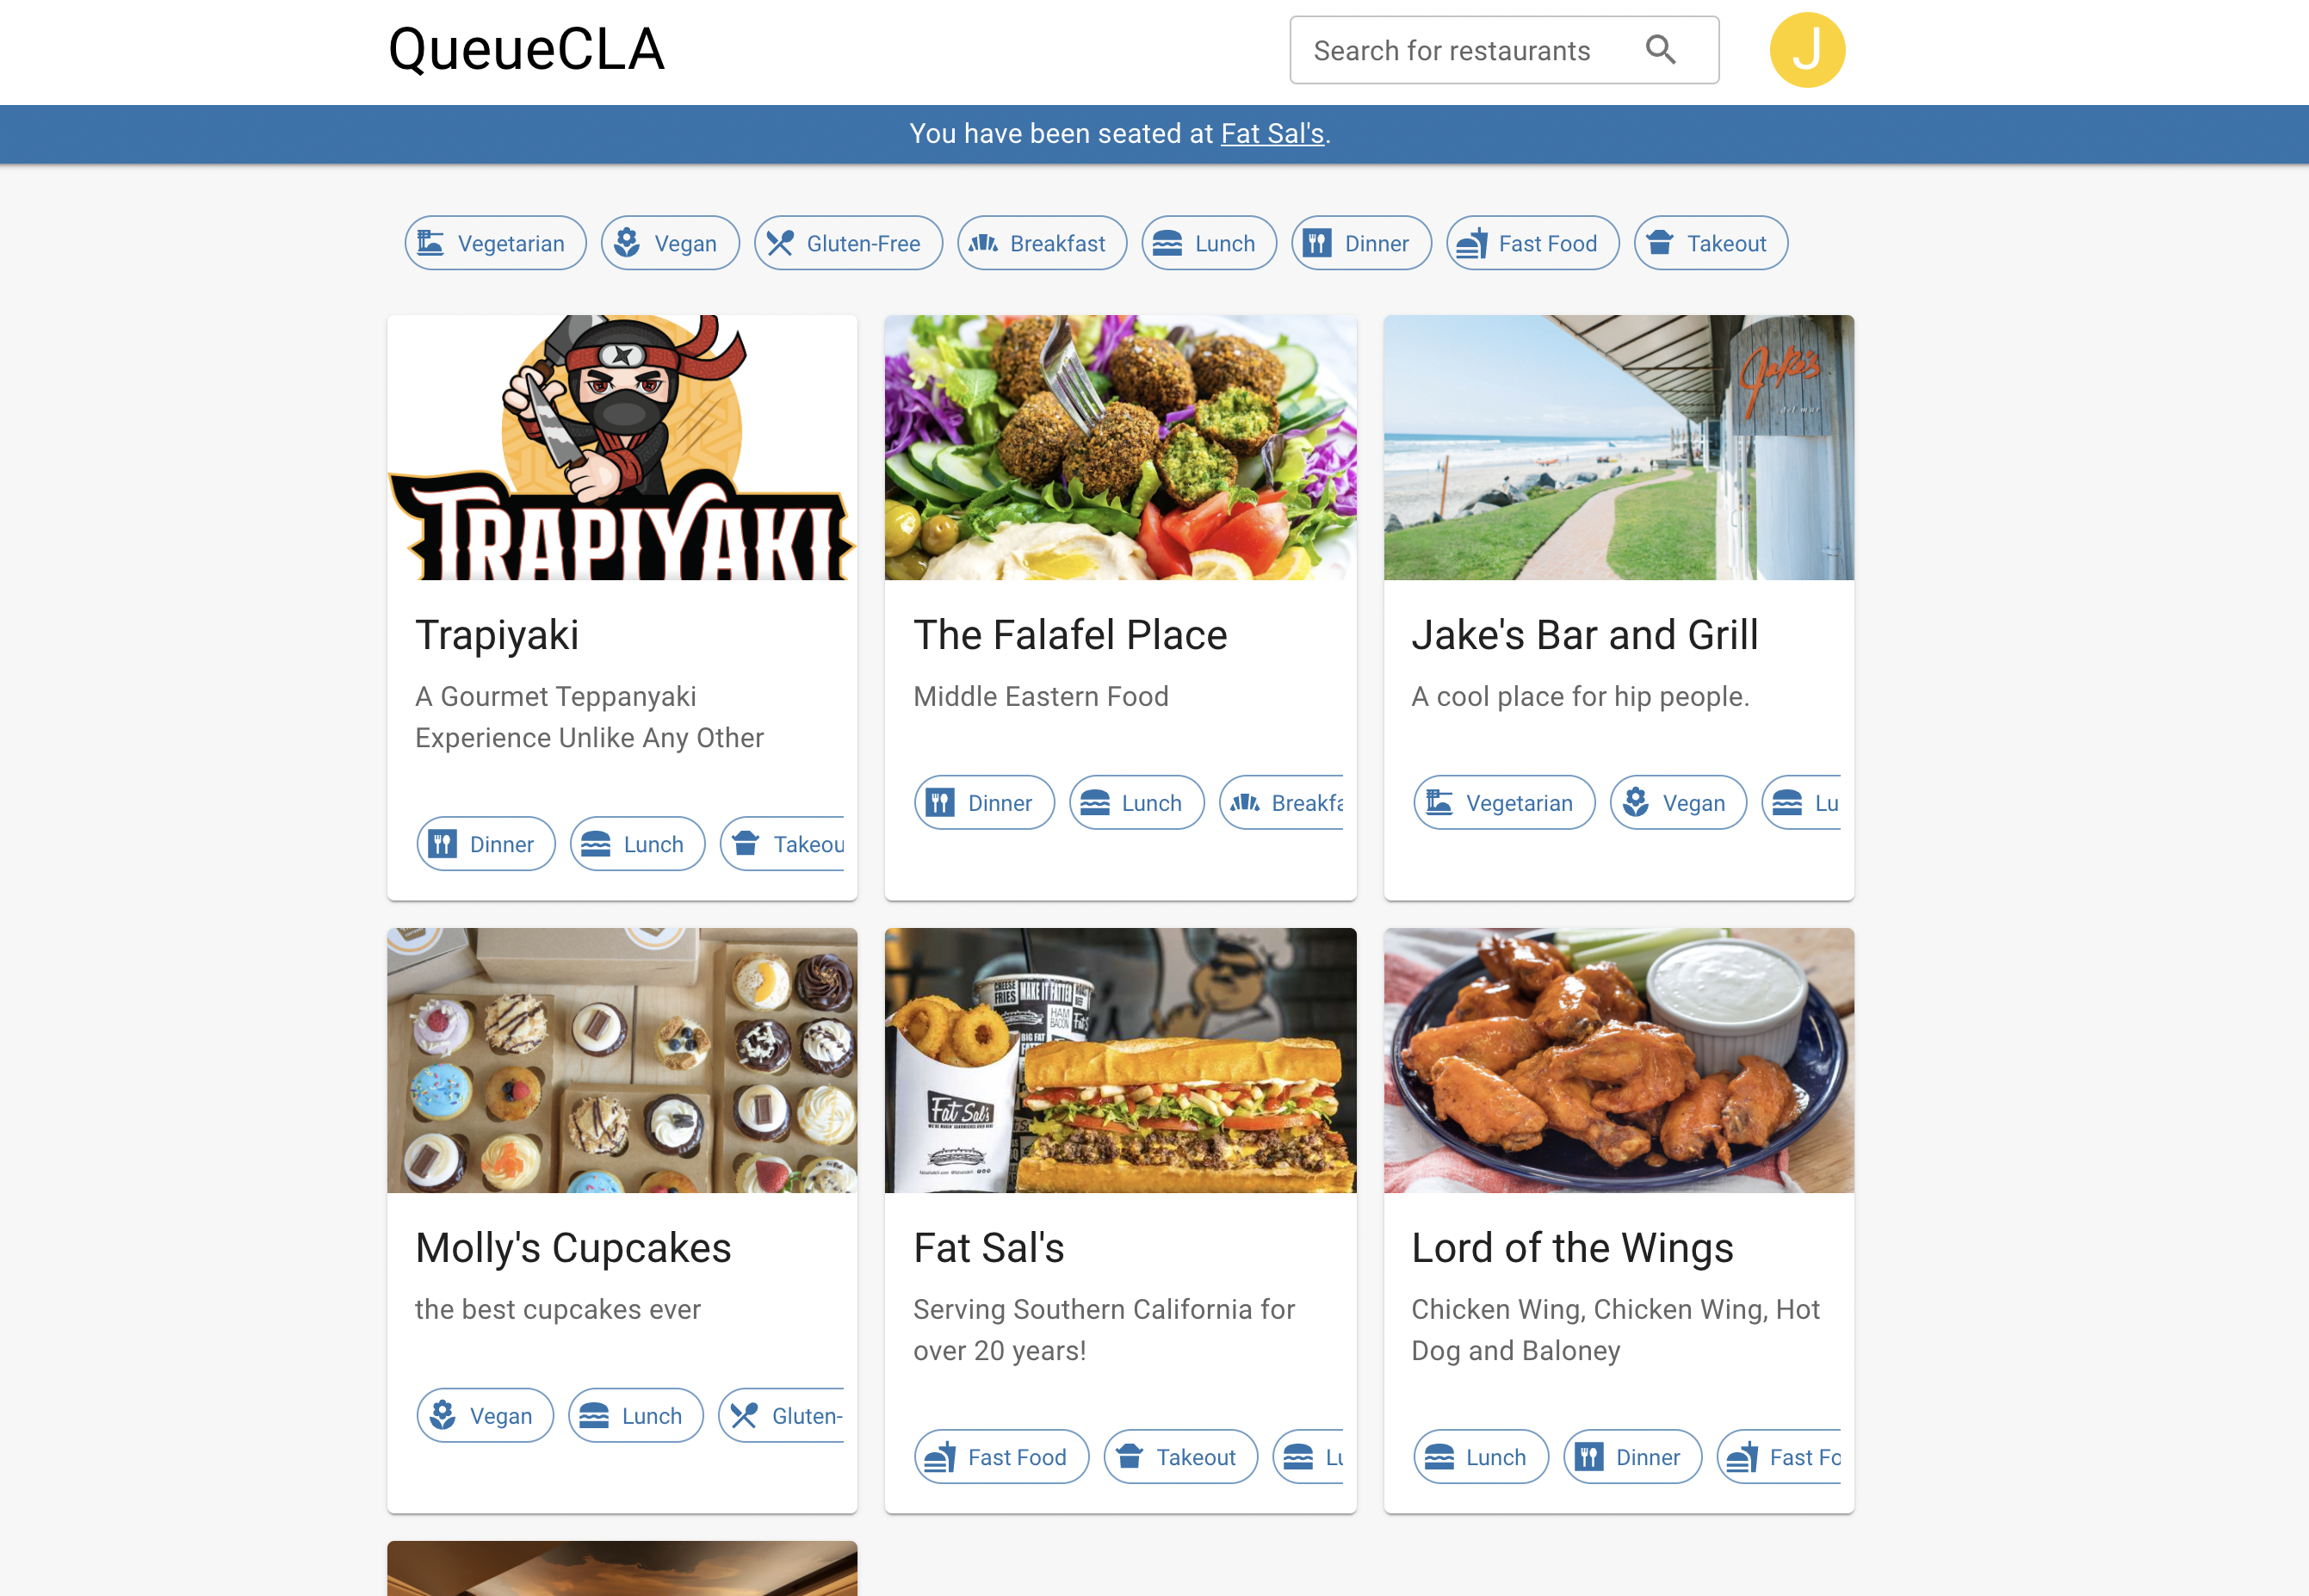 QueueCLA
Search for restaurants
J
You have been seated at Fat Sal's.
Vegetarian
Vegan
Gluten-Free
Breakfast
Lunch
Dinner
Fast Food
Takeout
TRAPIYAKI
Jake's
del mar
Trapiyaki
A Gourmet Teppanyaki
Experience Unlike Any Other
Dinner
Lunch
Takeou
The Falafel Place
Middle Eastern Food
Dinner
Lunch
Breakfa
Jake's Bar and Grill
A cool place for hip people.
Vegetarian
Vegan
Lu
CHEESE
FRIES
MAKE IT FATTER
HAM
BACON
BIG FAT
Fat Sal's
Molly's Cupcakes
the best cupcakes ever
Vegan
Lunch
Gluten-
Fat Sal's
Serving Southern California for
over 20 years!
Fast Food
Takeout
Lu
Lord of the Wings
Chicken Wing, Chicken Wing, Hot
Dog and Baloney
Lunch
Dinner
Fast Fo